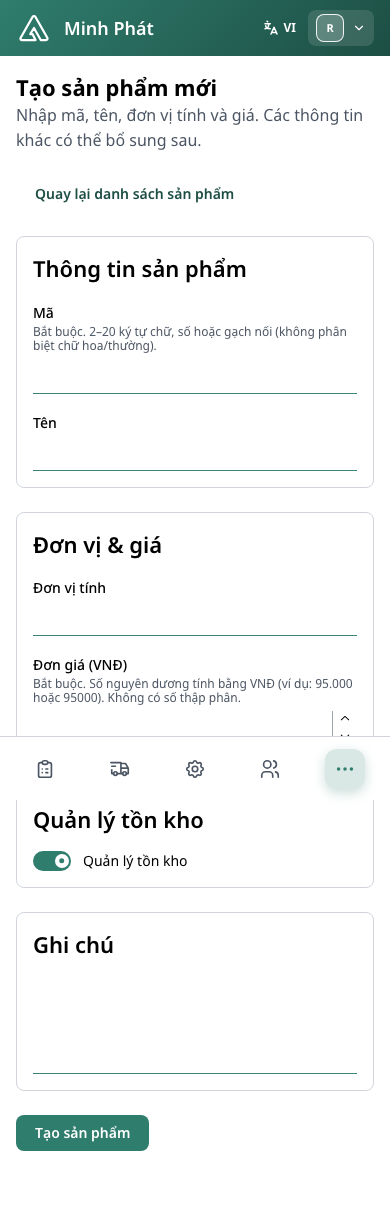 Minh Phát
VI
R
Tạo sản phẩm mới
Nhập mã, tên, đơn vị tính và giá. Các thông tin
khác có thể bổ sung sau.
Quay lại danh sách sản phẩm
Thông tin sản phẩm
Mã
Bắt buộc. 2–20 ký tự chữ, số hoặc gạch nối (không phân
biệt chữ hoa/thường).
Tên
Đơn vị & giá
Đơn vị tính
Đơn giá (VNĐ)
Bắt buộc. Số nguyên dương tính bằng VNĐ (ví dụ: 95.000
hoặc 95000). Không có số thập phân.
Quản lý tồn kho
Quản lý tồn kho
Ghi chú
Tạo sản phẩm